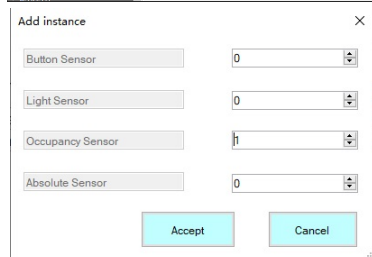 Add instance
Button Sensor 0
Light Sensor 0
Occupancy Sensor 1
Absolute Sensor 0
Accept Cancel